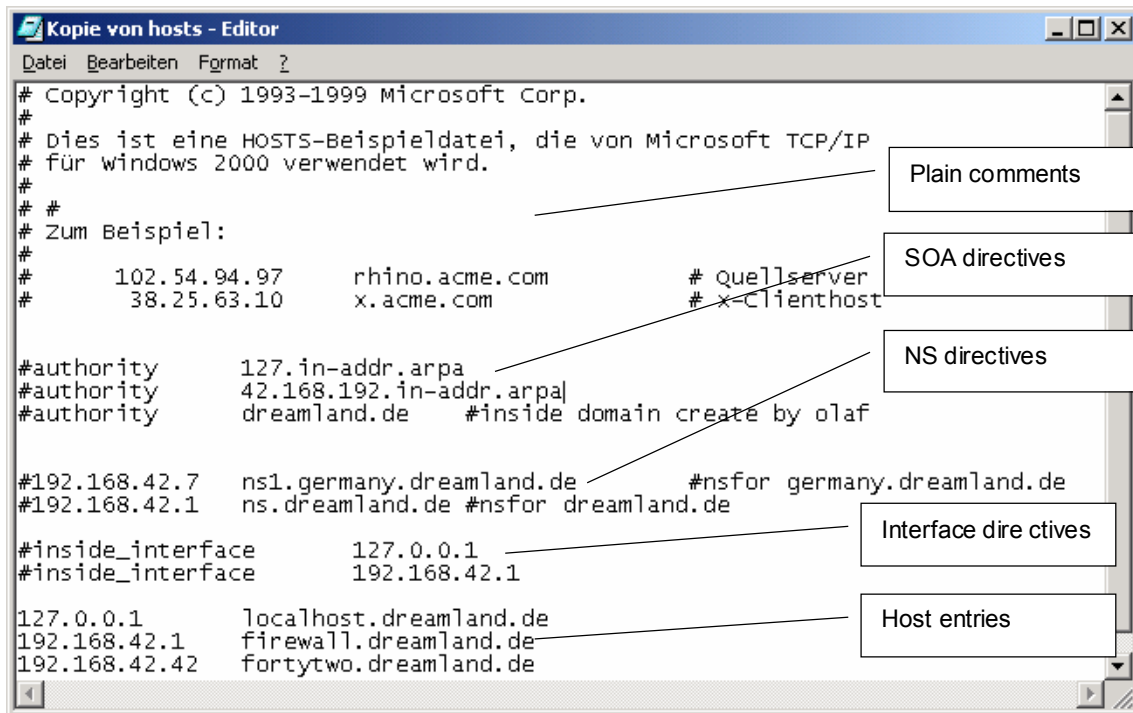 Kopie von hosts - Editor
Datei Bearbeiten Format ?
# Copyright (c) 1993-1999 Microsoft Corp.
#
# Dies ist eine HOSTS-Beispieldatei, die von Microsoft TCP/IP
# für Windows 2000 verwendet wird.
#
# #
# Zum Beispiel:
#
# 102.54.94.97 rhino.acme.com # Quellserver
# 38.25.63.10 x.acme.com # x-Clienthost
#authority 127.in-addr.arpa
#authority 42.168.192.in-addr.arpa
#authority dreamland.de #inside domain create by olaf
#192.168.42.7 ns1.germany.dreamland.de #nsfor germany.dreamland.de
#192.168.42.1 ns.dreamland.de #nsfor dreamland.de
#inside_interface 127.0.0.1
#inside_interface 192.168.42.1
127.0.0.1 localhost.dreamland.de
192.168.42.1 firewall.dreamland.de
192.168.42.42 fortytwo.dreamland.de
Plain comments
SOA directives
NS directives
Interface dire ctives
Host entries